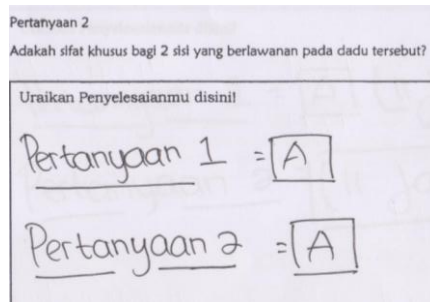 Pertanyaan 2
Adakah sifat khusus bagi 2 sisi yang berlawanan pada dadu tersebut?
Uraikan Penyelesaianmu disini!
Pertanyaan 1 = A
Pertanyaan 2 = A